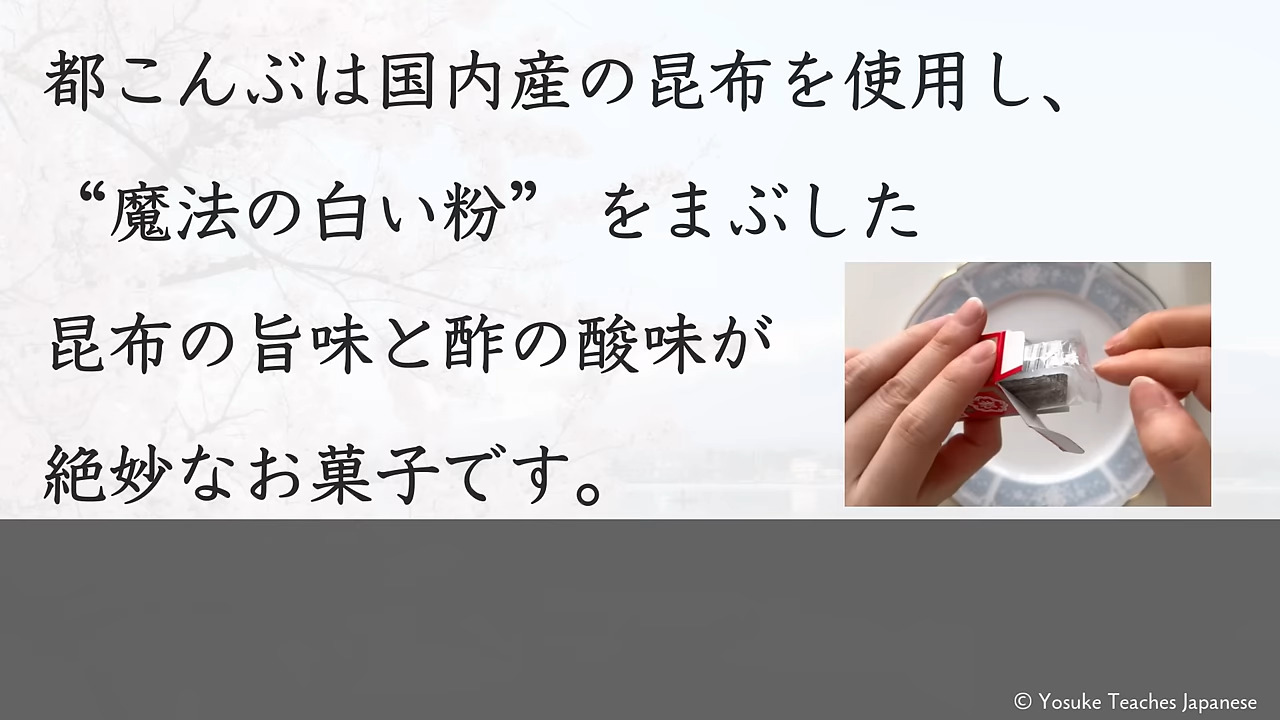 都こんぶは国内産の昆布を使用し、
“魔法の白い粉” をまぶした
昆布の旨味と酢の酸味が
絶妙なお菓子です。
© Yosuke Teaches Japanese